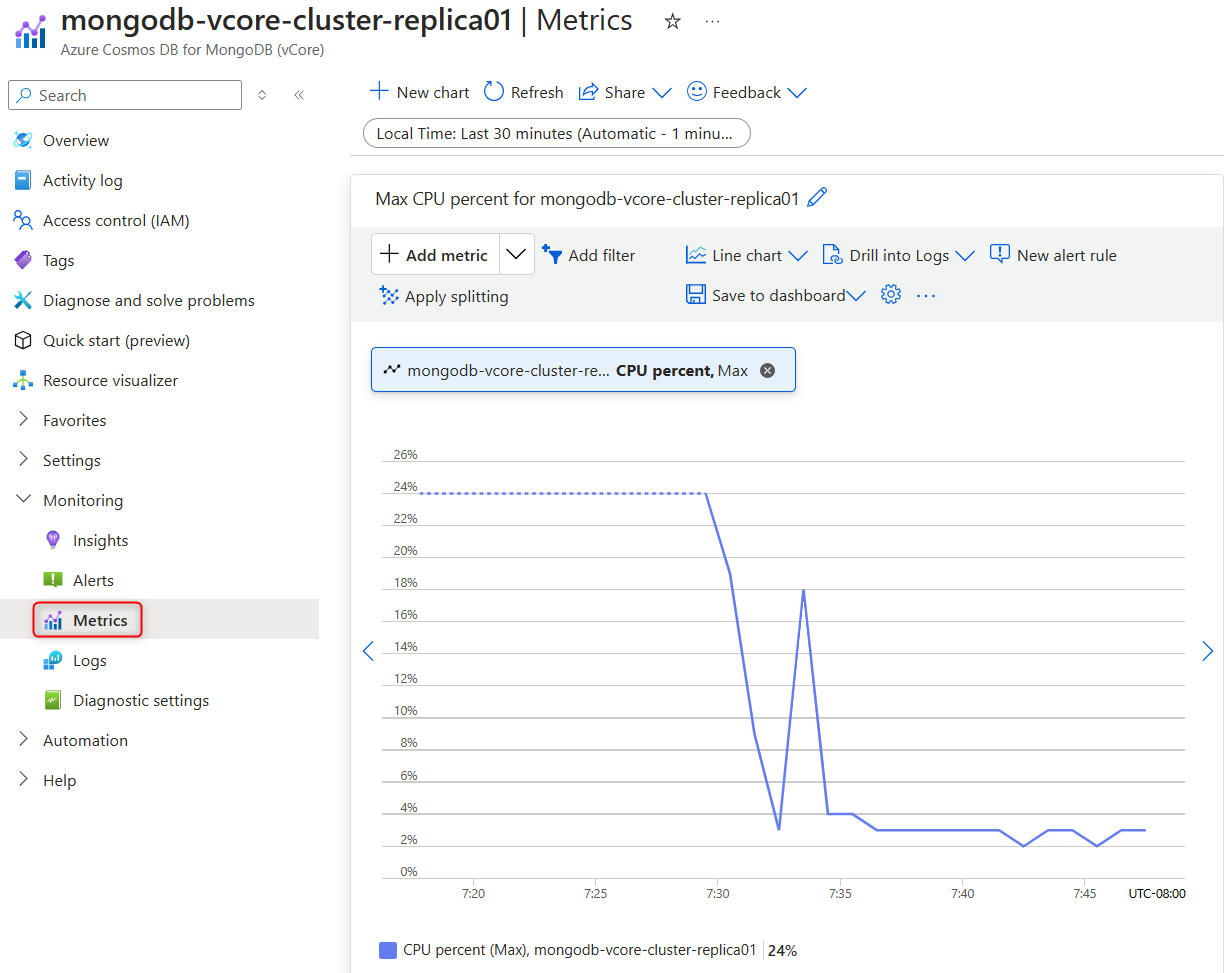 mongodb-vcore-cluster-replica01 | Metrics ...
Azure Cosmos DB for MongoDB (vCore)
Search
Overview
Activity log
Access control (IAM)
Tags
Diagnose and solve problems
Quick start (preview)
Resource visualizer
Favorites
Settings
Monitoring
Insights
Alerts
Metrics
Logs
Diagnostic settings
Automation
Help
New chart Refresh Share Feedback
Local Time: Last 30 minutes (Automatic - 1 minu...
Max CPU percent for mongodb-vcore-cluster-replica01
Add metric Add filter Line chart Drill into Logs New alert rule
Apply splitting Save to dashboard ...
mongodb-vcore-cluster-re... CPU percent, Max
26%
24%
22%
20%
18%
16%
14%
12%
10%
8%
6%
4%
2%
0%
7:20 7:25 7:30 7:35 7:40 7:45 UTC-08:00
CPU percent (Max), mongodb-vcore-cluster-replica01 24%